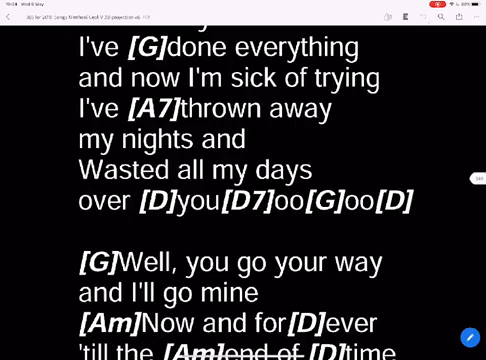 I've [G]done everything
and now I'm sick of trying
I've [A7]thrown away
my nights and
Wasted all my days
over [D]you[D7]oo[G]oo[D]
[G]Well, you go your way
and I'll go mine
[Am]Now and for[D]ever
'till the [Am]end of [D]time